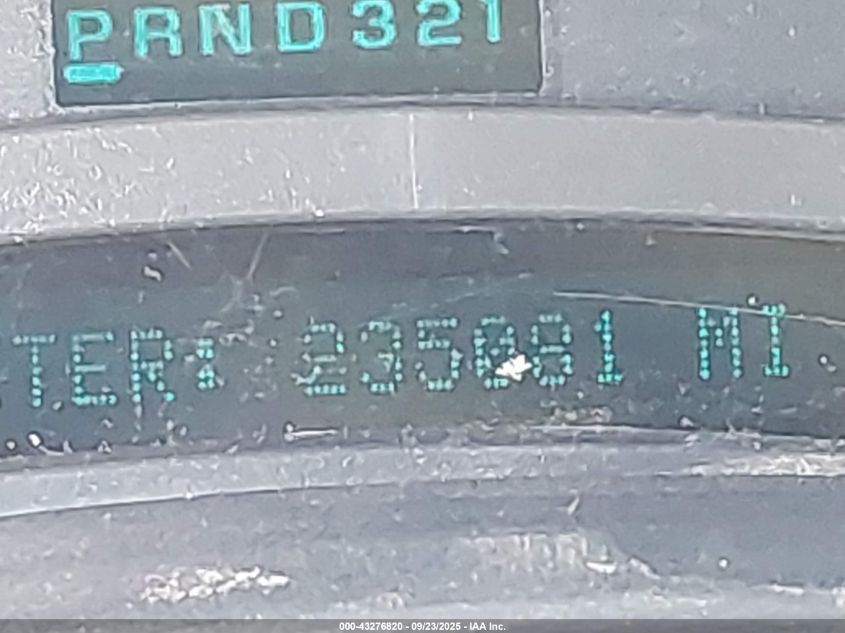 PRND321
TER: 235081 MI
000-43276820 - 09/23/2025 - IAA Inc.